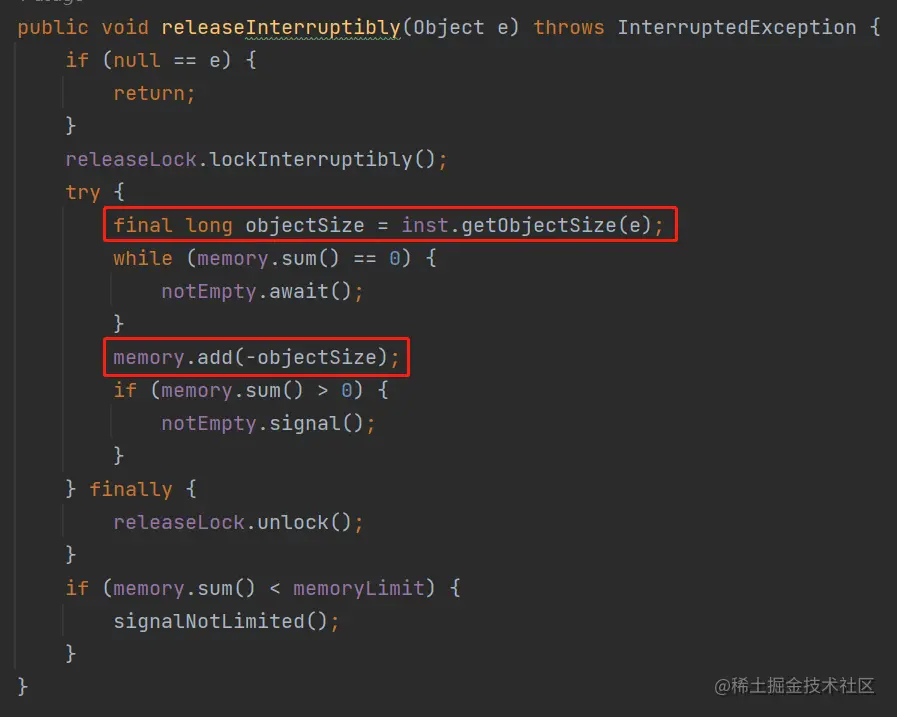 public void releaseInterruptibly(Object e) throws InterruptedException {
    if (null == e) {
        return;
    }
    releaseLock.lockInterruptibly();
    try {
        final long objectSize = inst.getObjectSize(e);
        while (memory.sum() == 0) {
            notEmpty.await();
        }
        memory.add(-objectSize);
        if (memory.sum() > 0) {
            notEmpty.signal();
        }
    } finally {
        releaseLock.unlock();
    }
    if (memory.sum() < memoryLimit) {
        signalNotLimited();
    }
}
@稀土掘金技术社区